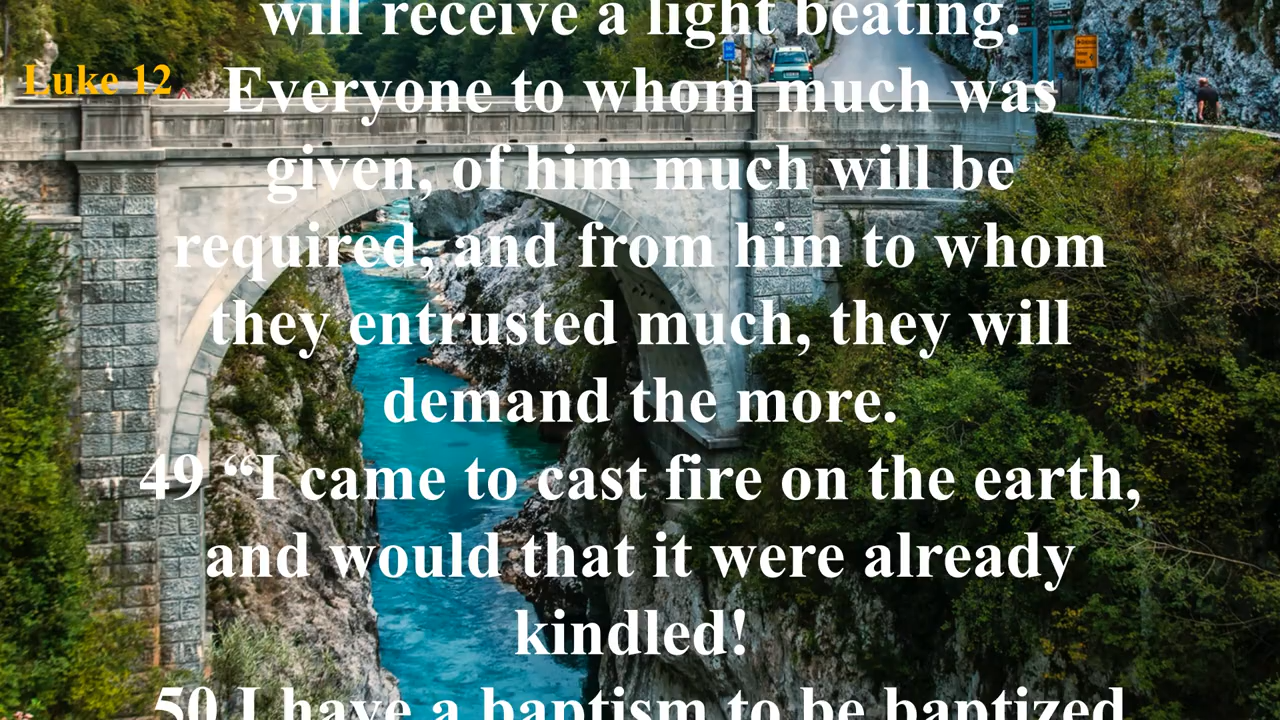 will receive a light beating.
Luke 12
Everyone to whom much was
given, of him much will be
required, and from him to whom
they entrusted much, they will
demand the more.
49 “I came to cast fire on the earth,
and would that it were already
kindled!
50 I have a baptism to be baptized